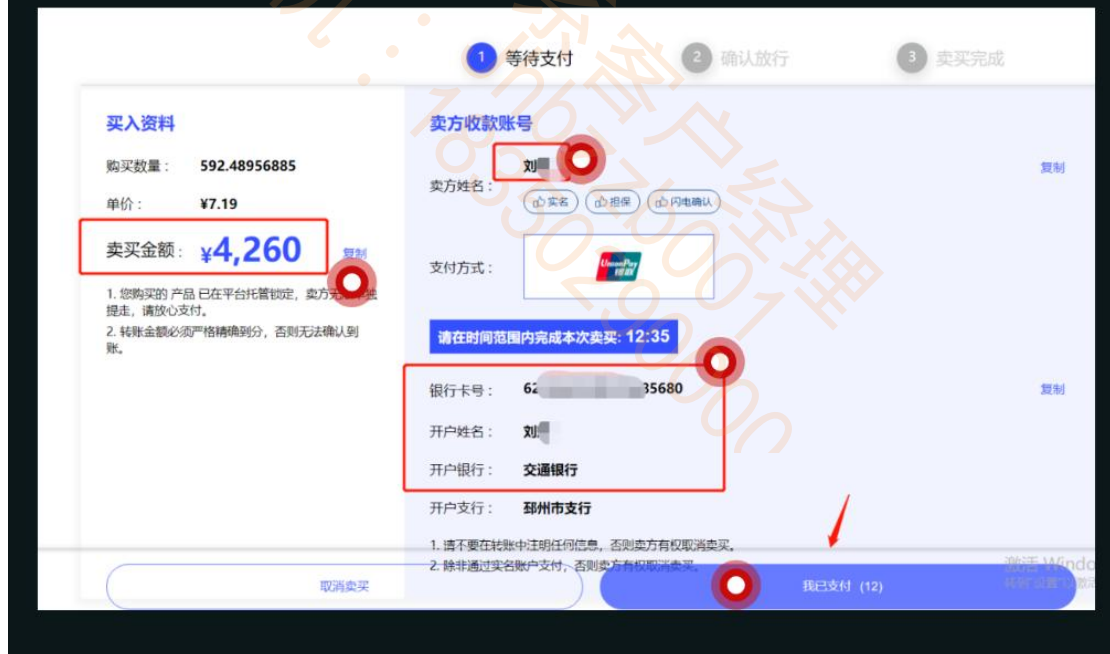 1 等待支付
2 确认放行
3 卖买完成
买入资料
购买数量： 592.48956885
单价： ¥7.19
卖买金额： ¥4,260 复制
1. 您购买的 产品 已在平台托管锁定，卖方
提走，请放心支付。
2. 转账金额必须严格精确到分，否则无法确认到
账。
卖方收款账号
卖方姓名： 刘 复制
实名 担保 闪电确认
支付方式： UnionPay 银联
请在时间范围内完成本次卖买: 12:35
银行卡号： 62 35680 复制
开户姓名： 刘
开户银行： 交通银行
开户支行： 邳州市支行
1. 请不要在转账中注明任何信息，否则卖方有权取消卖买。
2. 除非通过实名账户支付，否则卖方有权取消卖买。
取消卖买
我已支付 (12)
激活 Windo
客户经理